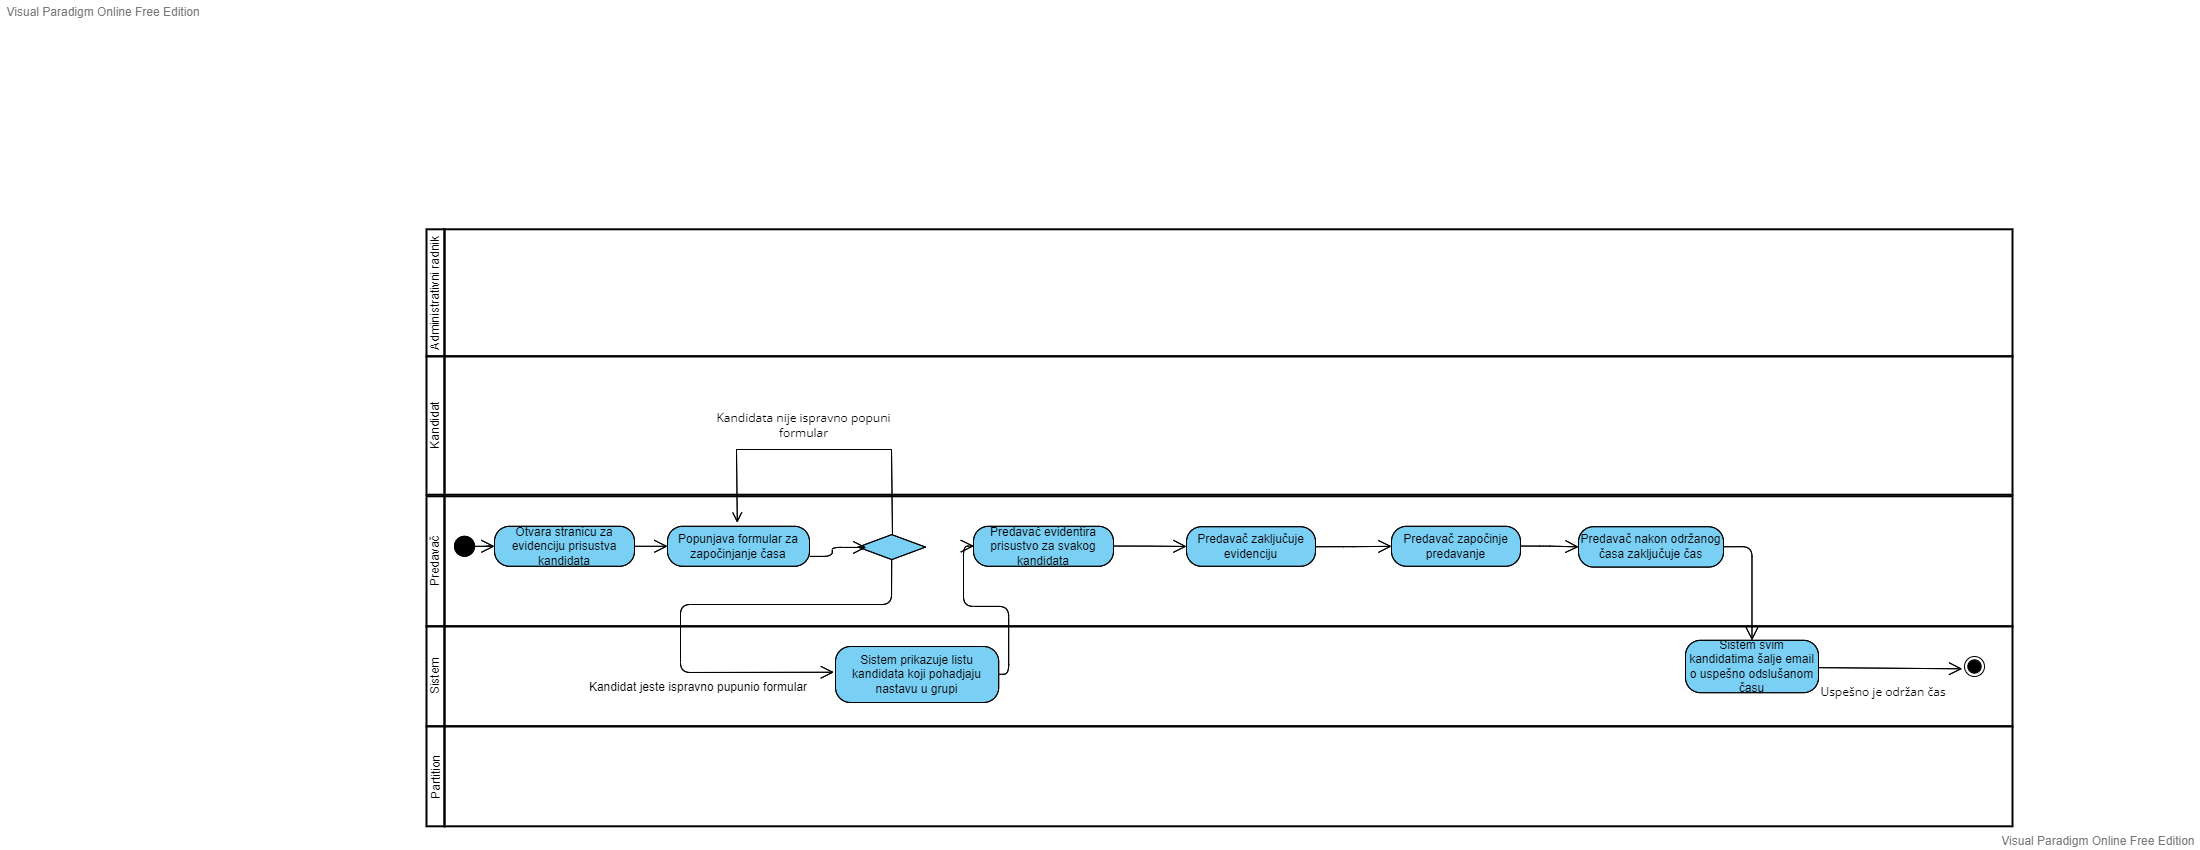 Visual Paradigm Online Free Edition
Administrativni radnik
Kandidat
Kandidata nije ispravno popuni
formular
Predavač
Otvara stranicu za
evidenciju prisustva
kandidata
Popunjava formular za
započinjanje časa
Predavač evidentira
prisustvo za svakog
kandidata
Predavač zaključuje
evidenciju
Predavač započinje
predavanje
Predavač nakon održanog
časa zaključuje čas
Sistem
Kandidat jeste ispravno pupunio formular
Sistem prikazuje listu
kandidata koji pohadjaju
nastavu u grupi
Sistem svim
kandidatima šalje email
o uspešno odslušanom
času
Uspešno je održan čas
Partition
Visual Paradigm Online Free Edition